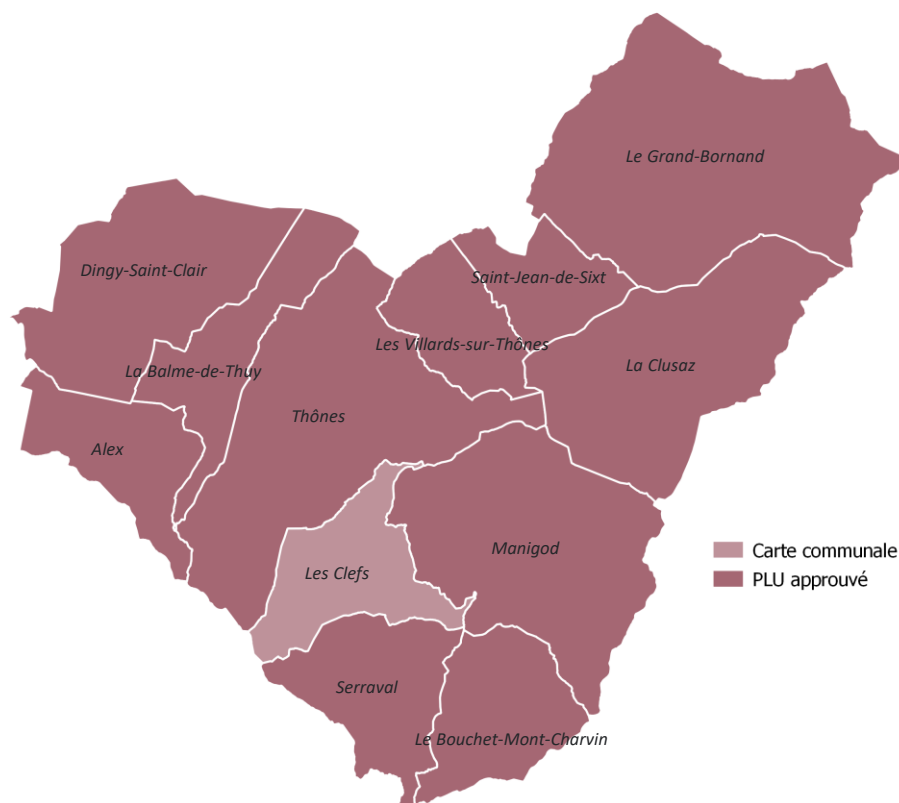 Le Grand-Bornand
Dingy-Saint-Clair
Saint-Jean-de-Sixt
Les Villards-sur-Thônes
La Clusaz
La Balme-de-Thuy
Thônes
Alex
Manigod
Les Clefs
Serraval
Le Bouchet-Mont-Charvin
Carte communale
PLU approuvé